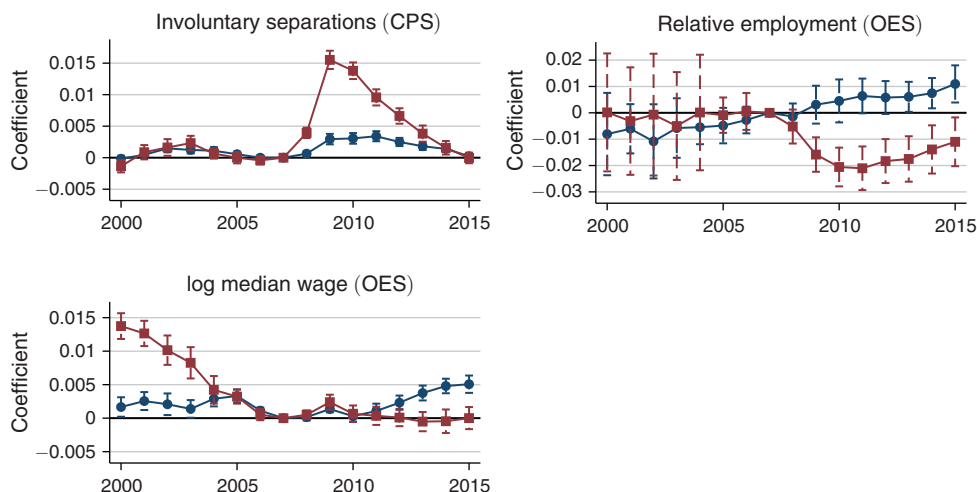 Involuntary separations (CPS)
Coefficient
0.015
0.01
0.005
0
−0.005
2000 2005 2010 2015
Relative employment (OES)
Coefficient
0.02
0.01
0
−0.01
−0.02
−0.03
2000 2005 2010 2015
log median wage (OES)
Coefficient
0.015
0.01
0.005
0
−0.005
2000 2005 2010 2015